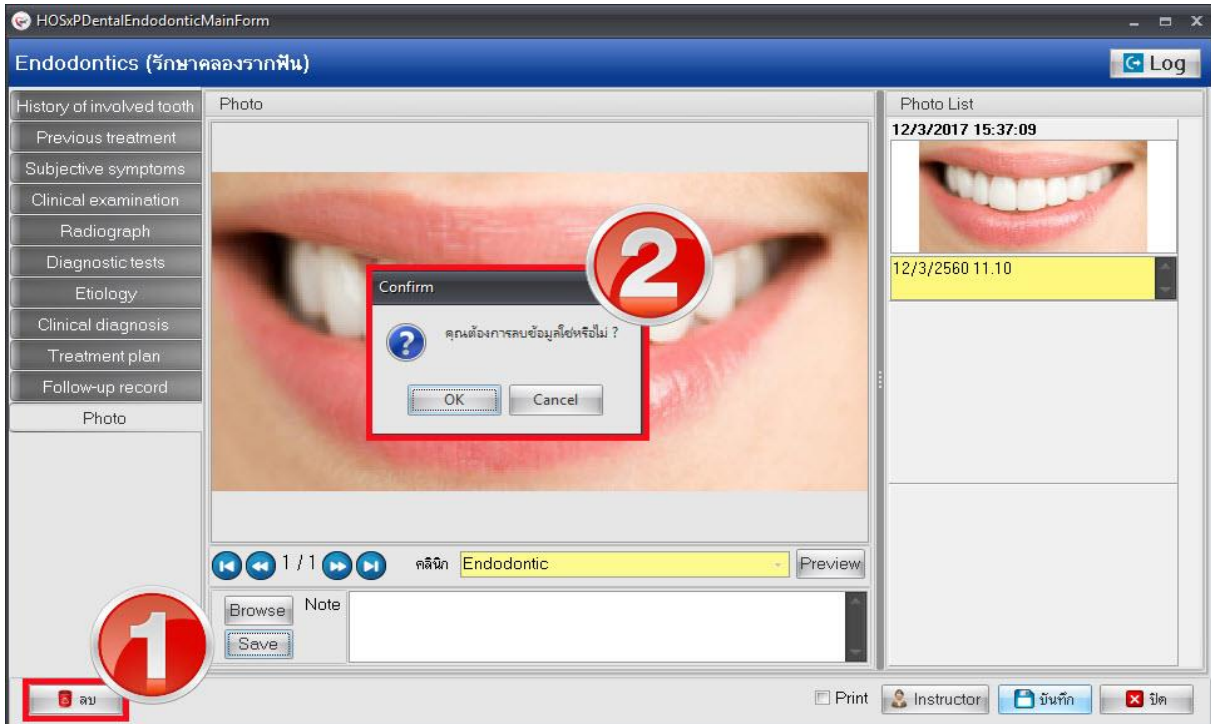 HOSxPDentalEndodonticMainForm
Endodontics (รักษาคลองรากฟัน)
Log
History of involved tooth
Previous treatment
Subjective symptoms
Clinical examination
Radiograph
Diagnostic tests
Etiology
Clinical diagnosis
Treatment plan
Follow-up record
Photo
Photo
Confirm
2
คุณต้องการลบข้อมูลใช่หรือไม่ ?
OK
Cancel
1 / 1
คลินิก
Endodontic
Preview
Browse
Note
Save
Photo List
12/3/2017 15:37:09
12/3/2560 11.10
1
ลบ
Print
Instructor
บันทึก
ปิด